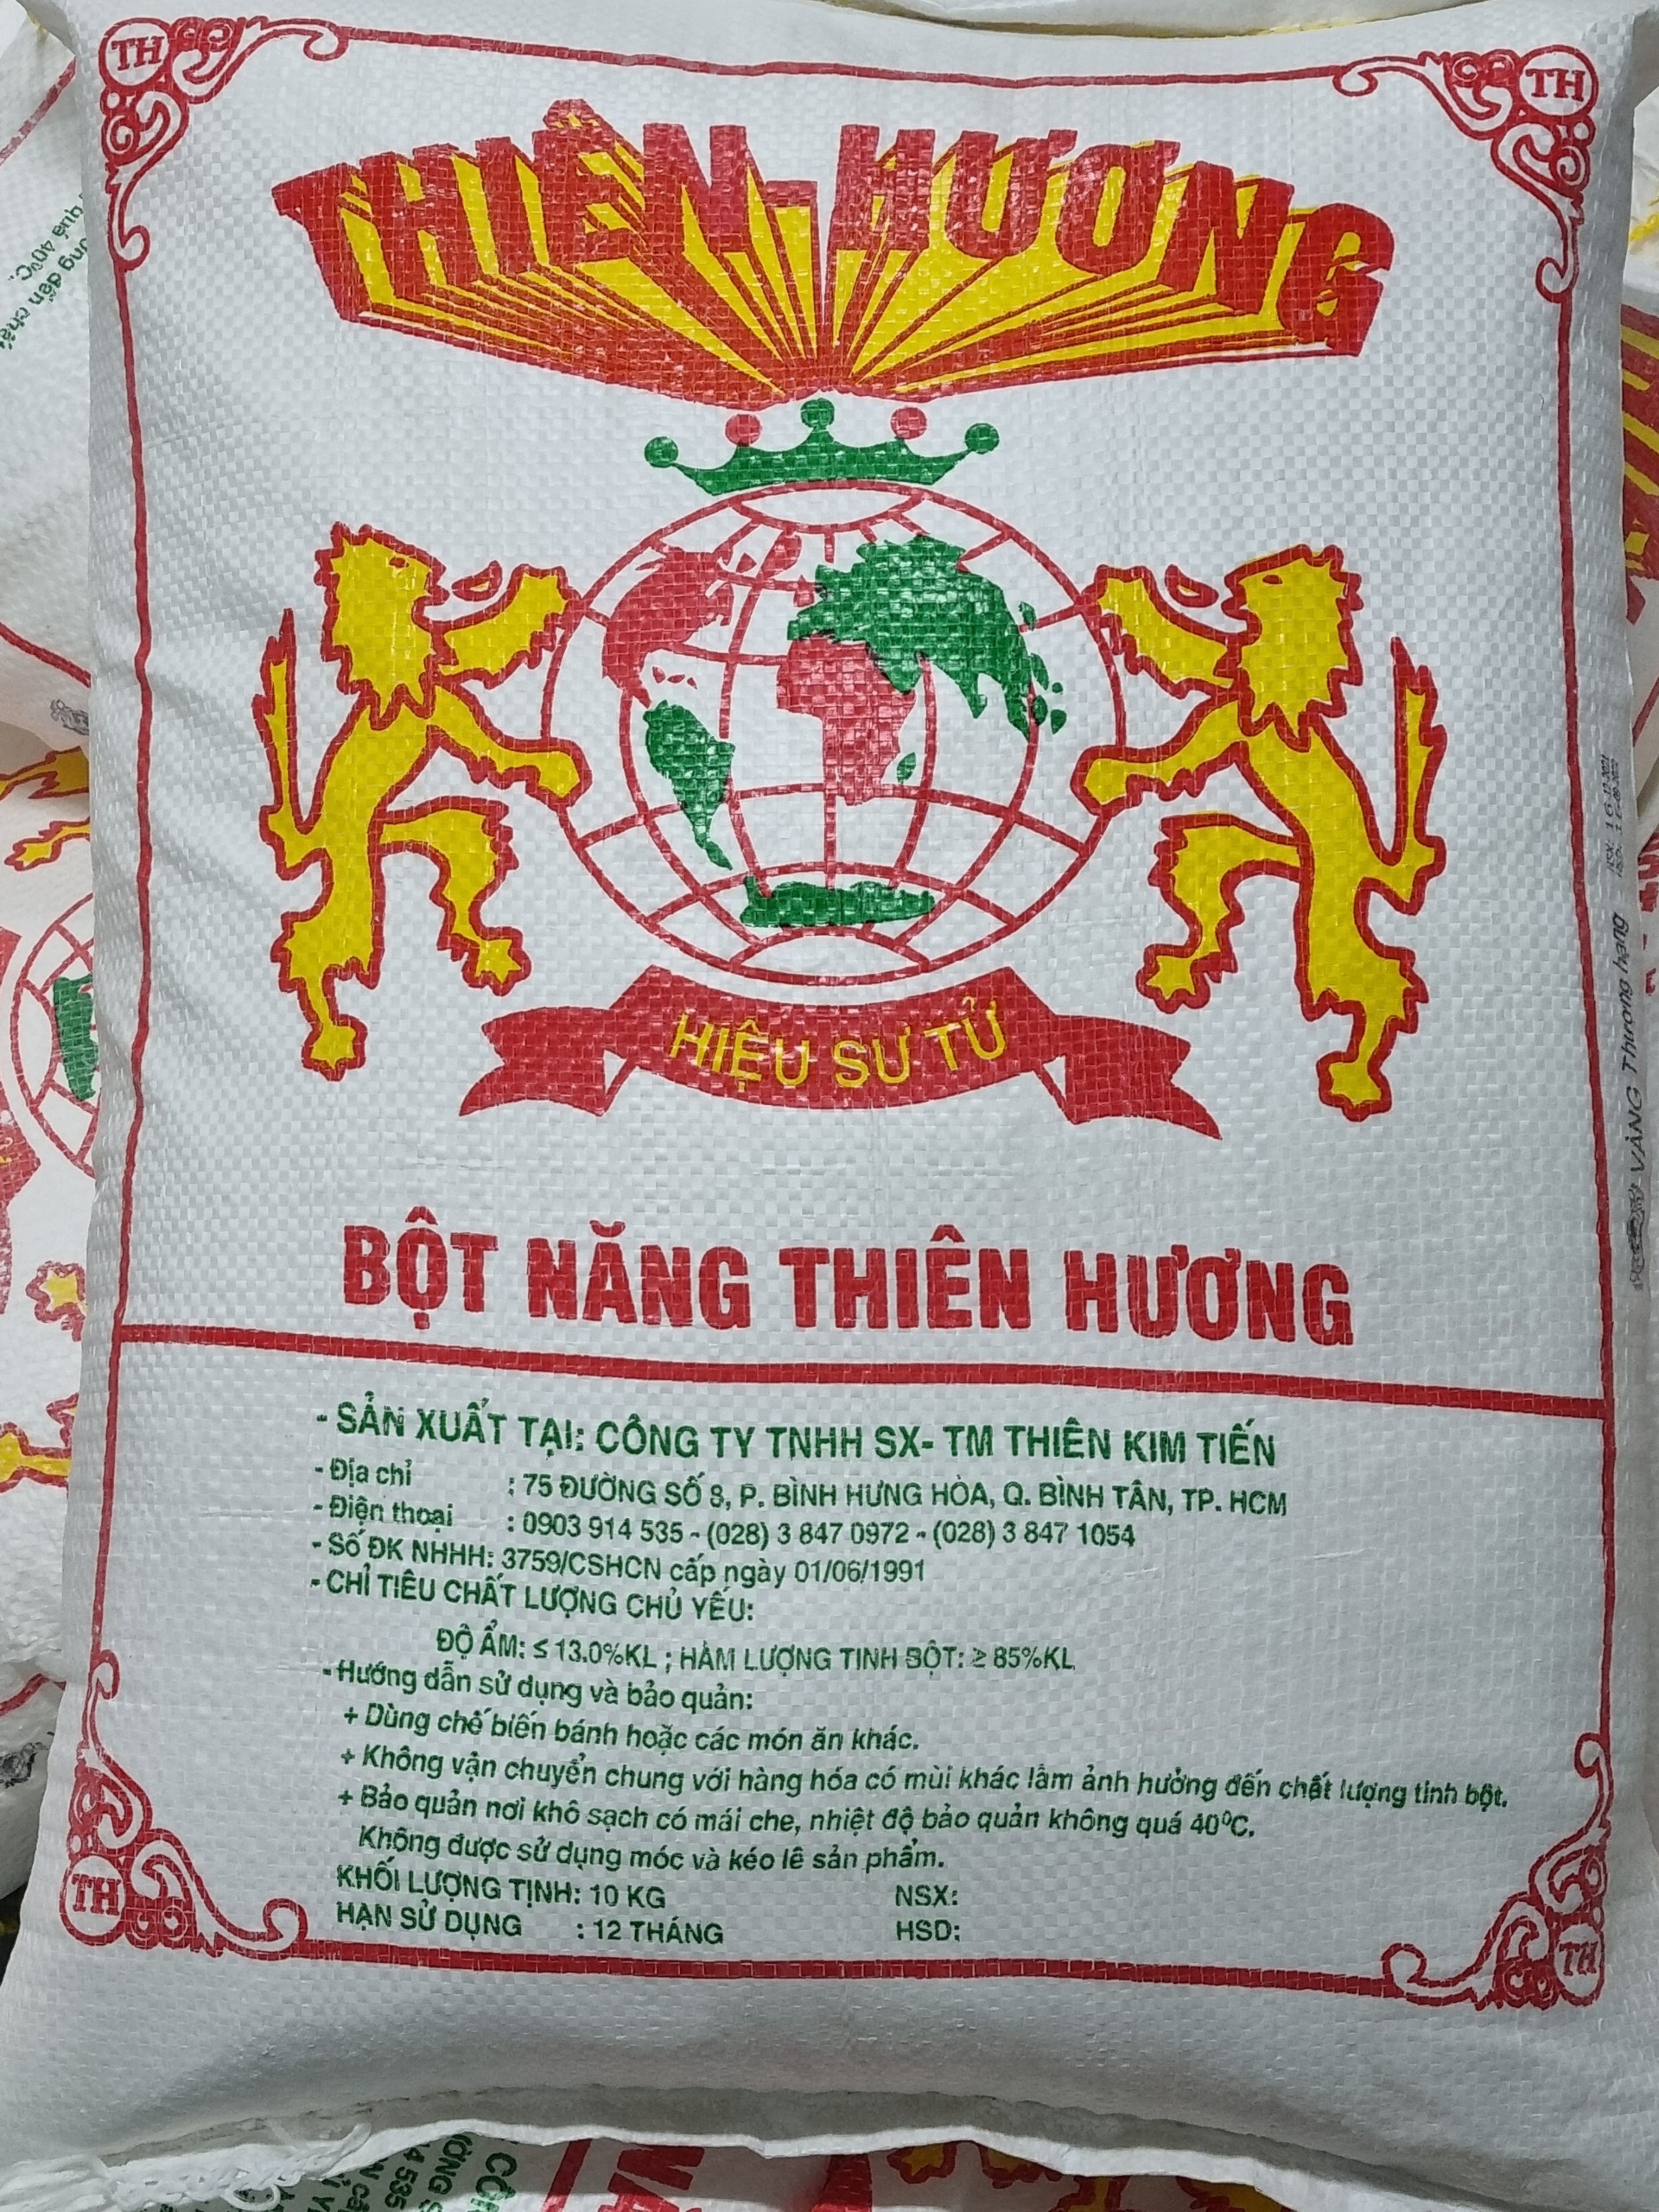 TH
TH
THIÊN-HƯƠNG
HIỆU SƯ TỬ
BỘT NĂNG THIÊN HƯƠNG
- SẢN XUẤT TẠI: CÔNG TY TNHH SX- TM THIÊN KIM TIẾN
- Địa chỉ : 75 ĐƯỜNG SỐ 8, P. BÌNH HƯNG HÒA, Q. BÌNH TÂN, TP. HCM
- Điện thoại : 0903 914 535 - (028) 3 847 0972 - (028) 3 847 1054
- Số ĐK NHHH: 3759/CSHCN cấp ngày 01/06/1991
- CHỈ TIÊU CHẤT LƯỢNG CHỦ YẾU:
ĐỘ ẨM: ≤ 13.0%KL ; HÀM LƯỢNG TINH BỘT: ≥ 85%KL
- Hướng dẫn sử dụng và bảo quản:
+ Dùng chế biến bánh hoặc các món ăn khác.
+ Không vận chuyển chung với hàng hóa có mùi khác làm ảnh hưởng đến chất lượng tinh bột.
+ Bảo quản nơi khô sạch có mái che, nhiệt độ bảo quản không quá 40⁰C.
Không được sử dụng móc và kéo lê sản phẩm.
KHỐI LƯỢNG TỊNH: 10 KG NSX:
HẠN SỬ DỤNG : 12 THÁNG HSD:
TH
TH
VÀNG Thượng hạng
quá 40⁰C.